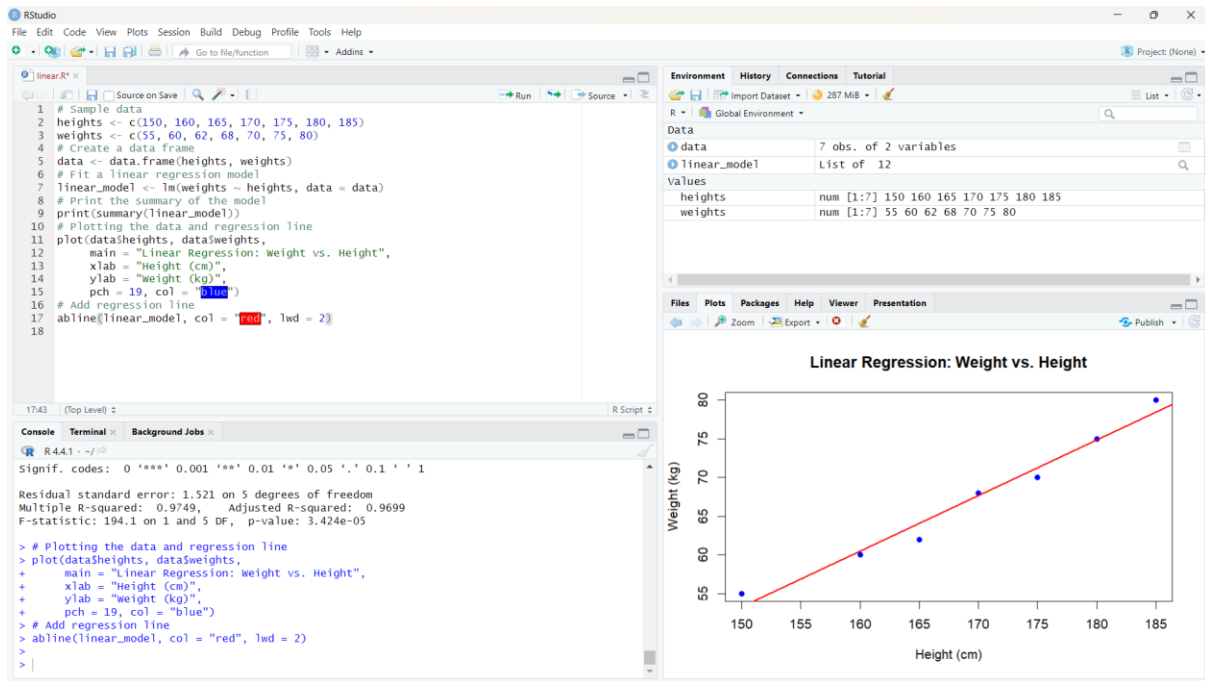 RStudio
File Edit Code View Plots Session Build Debug Profile Tools Help
Go to file/function Addins Project: (None)
linear.R*
Source on Save Run Source
1 # Sample data
2 heights <- c(150, 160, 165, 170, 175, 180, 185)
3 weights <- c(55, 60, 62, 68, 70, 75, 80)
4 # Create a data frame
5 data <- data.frame(heights, weights)
6 # Fit a linear regression model
7 linear_model <- lm(weights ~ heights, data = data)
8 # Print the summary of the model
9 print(summary(linear_model))
10 # Plotting the data and regression line
11 plot(data$heights, data$weights,
12 main = "Linear Regression: Weight vs. Height",
13 xlab = "Height (cm)",
14 ylab = "Weight (kg)",
15 pch = 19, col = "blue")
16 # Add regression line
17 abline(linear_model, col = "red", lwd = 2)
18
17:43 (Top Level) R Script
Console Terminal Background Jobs
R 4.4.1 · ~/
Signif. codes: 0 ‘***’ 0.001 ‘**’ 0.01 ‘*’ 0.05 ‘.’ 0.1 ‘ ’ 1
Residual standard error: 1.521 on 5 degrees of freedom
Multiple R-squared: 0.9749, Adjusted R-squared: 0.9699
F-statistic: 194.1 on 1 and 5 DF, p-value: 3.424e-05
> # Plotting the data and regression line
> plot(data$heights, data$weights,
+ main = "Linear Regression: Weight vs. Height",
+ xlab = "Height (cm)",
+ ylab = "Weight (kg)",
+ pch = 19, col = "blue")
> # Add regression line
> abline(linear_model, col = "red", lwd = 2)
>
>
Environment History Connections Tutorial
Import Dataset 287 MiB List
R Global Environment
Data
data 7 obs. of 2 variables
linear_model List of 12
Values
heights num [1:7] 150 160 165 170 175 180 185
weights num [1:7] 55 60 62 68 70 75 80
Files Plots Packages Help Viewer Presentation
Zoom Export Publish
Linear Regression: Weight vs. Height
Weight (kg)
80
75
70
65
60
55
150 155 160 165 170 175 180 185
Height (cm)